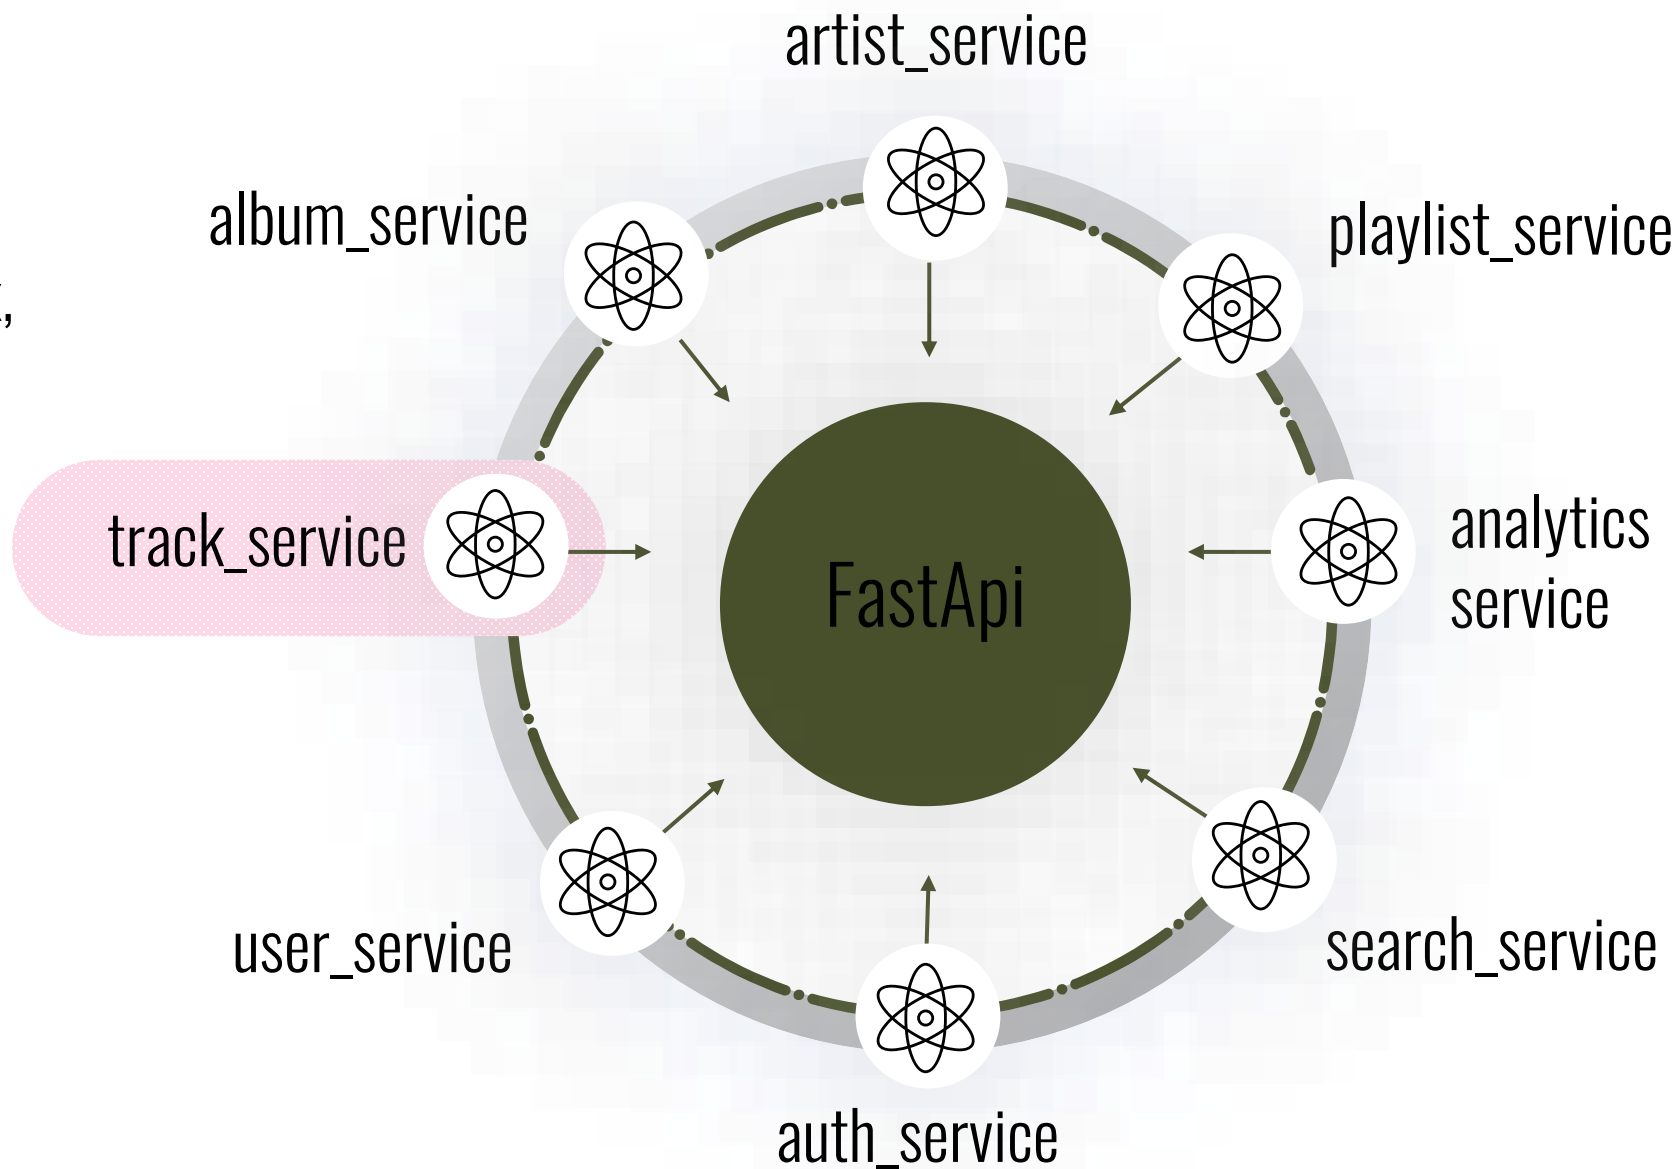 artist_service
album_service
playlist_service
track_service
FastApi
analytics
service
user_service
search_service
auth_service